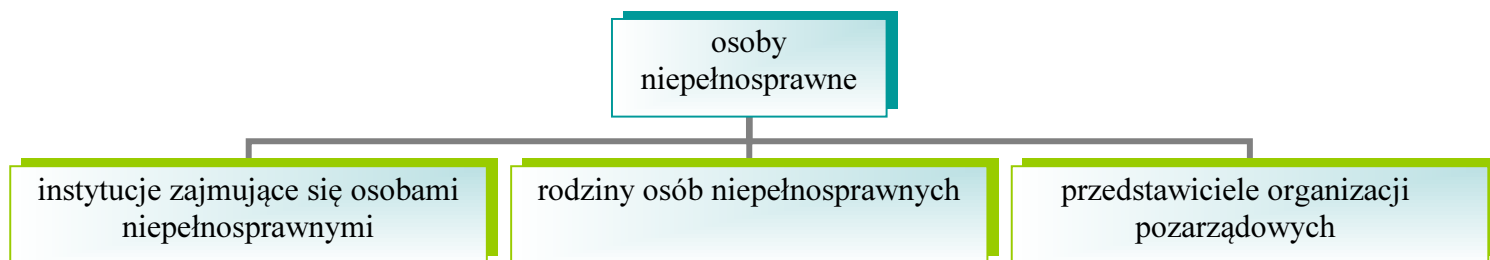 osoby
niepełnosprawne
instytucje zajmujące się osobami
niepełnosprawnymi
rodziny osób niepełnosprawnych
przedstawiciele organizacji
pozarządowych